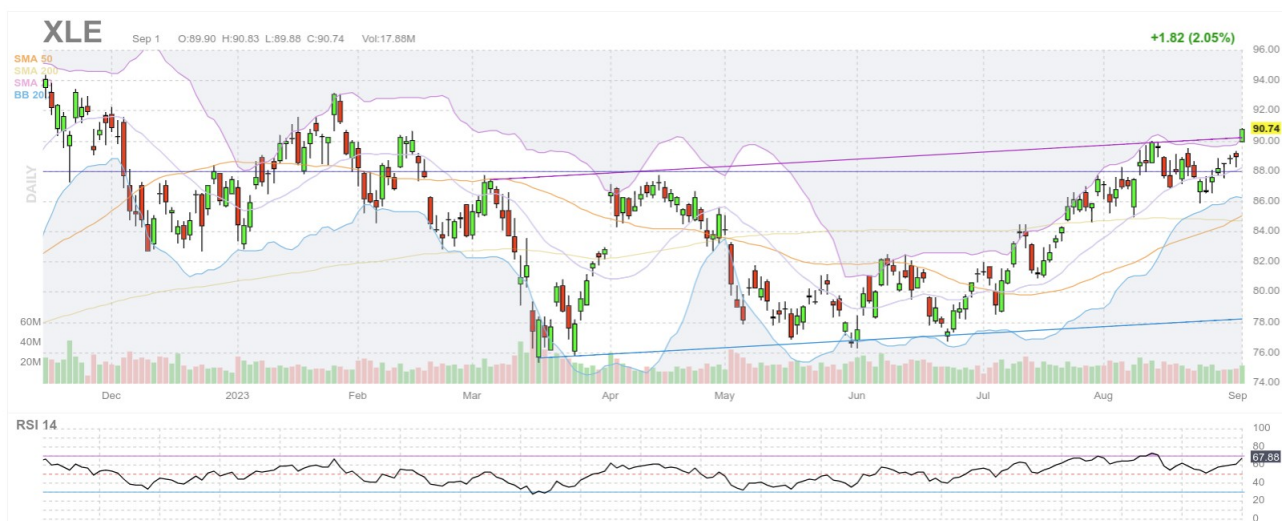 XLE Sep 1 O:89.90 H:90.83 L:89.88 C:90.74 Vol:17.88M +1.82 (2.05%)
SMA 50
SMA 200
SMA
BB 20
DAILY
96.00
94.00
92.00
90.74
90.00
88.00
86.00
84.00
82.00
80.00
78.00
76.00
74.00
60M
40M
20M
Dec 2023 Feb Mar Apr May Jun Jul Aug Sep
RSI 14
100
80
67.88
60
40
20
0